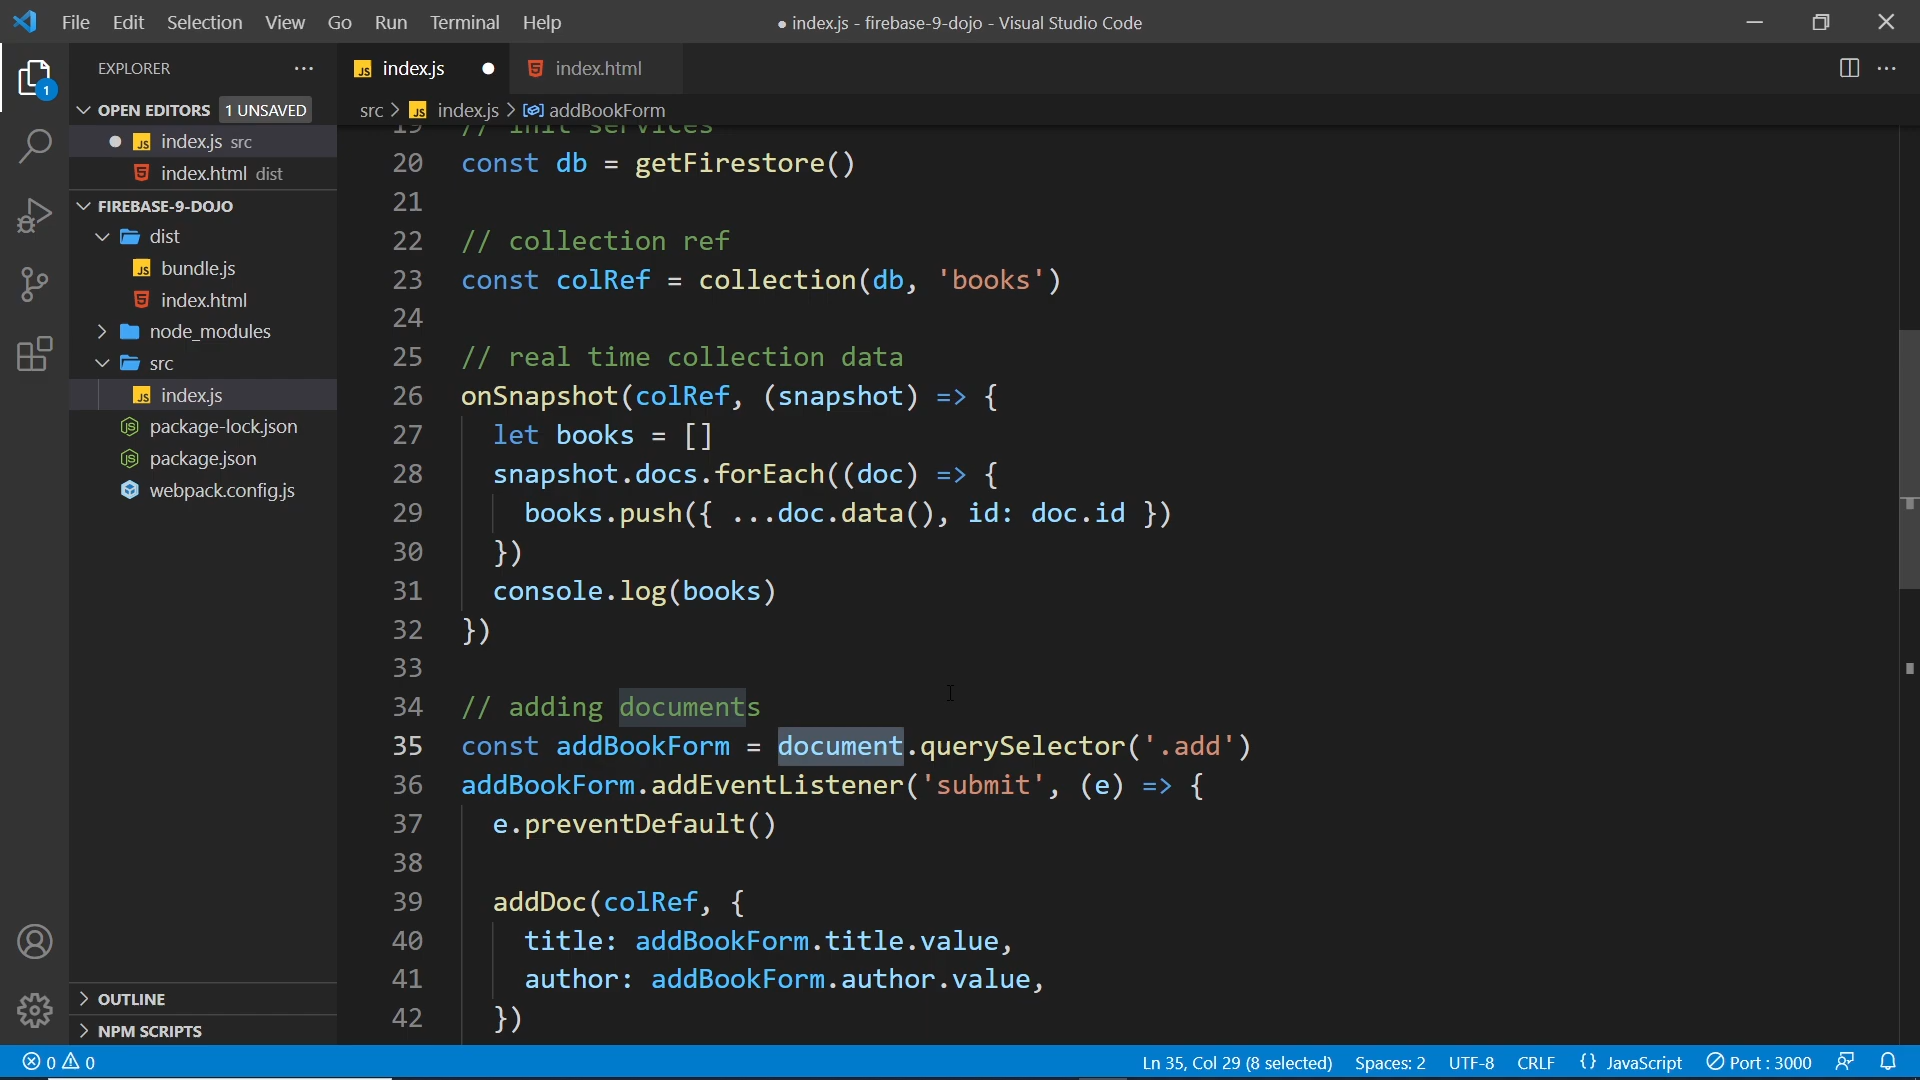 File Edit Selection View Go Run Terminal Help
● index.js - firebase-9-dojo - Visual Studio Code
EXPLORER
OPEN EDITORS 1 UNSAVED
index.js src
index.html dist
FIREBASE-9-DOJO
dist
bundle.js
index.html
node_modules
src
index.js
package-lock.json
package.json
webpack.config.js
OUTLINE
NPM SCRIPTS
1
index.js
index.html
src > index.js > addBookForm
19 // init services
20 const db = getFirestore()
21
22 // collection ref
23 const colRef = collection(db, 'books')
24
25 // real time collection data
26 onSnapshot(colRef, (snapshot) => {
27 let books = []
28 snapshot.docs.forEach((doc) => {
29 books.push({ ...doc.data(), id: doc.id })
30 })
31 console.log(books)
32 })
33
34 // adding documents
35 const addBookForm = document.querySelector('.add')
36 addBookForm.addEventListener('submit', (e) => {
37 e.preventDefault()
38
39 addDoc(colRef, {
40 title: addBookForm.title.value,
41 author: addBookForm.author.value,
42 })
0 0
Ln 35, Col 29 (8 selected) Spaces: 2 UTF-8 CRLF {} JavaScript Port : 3000